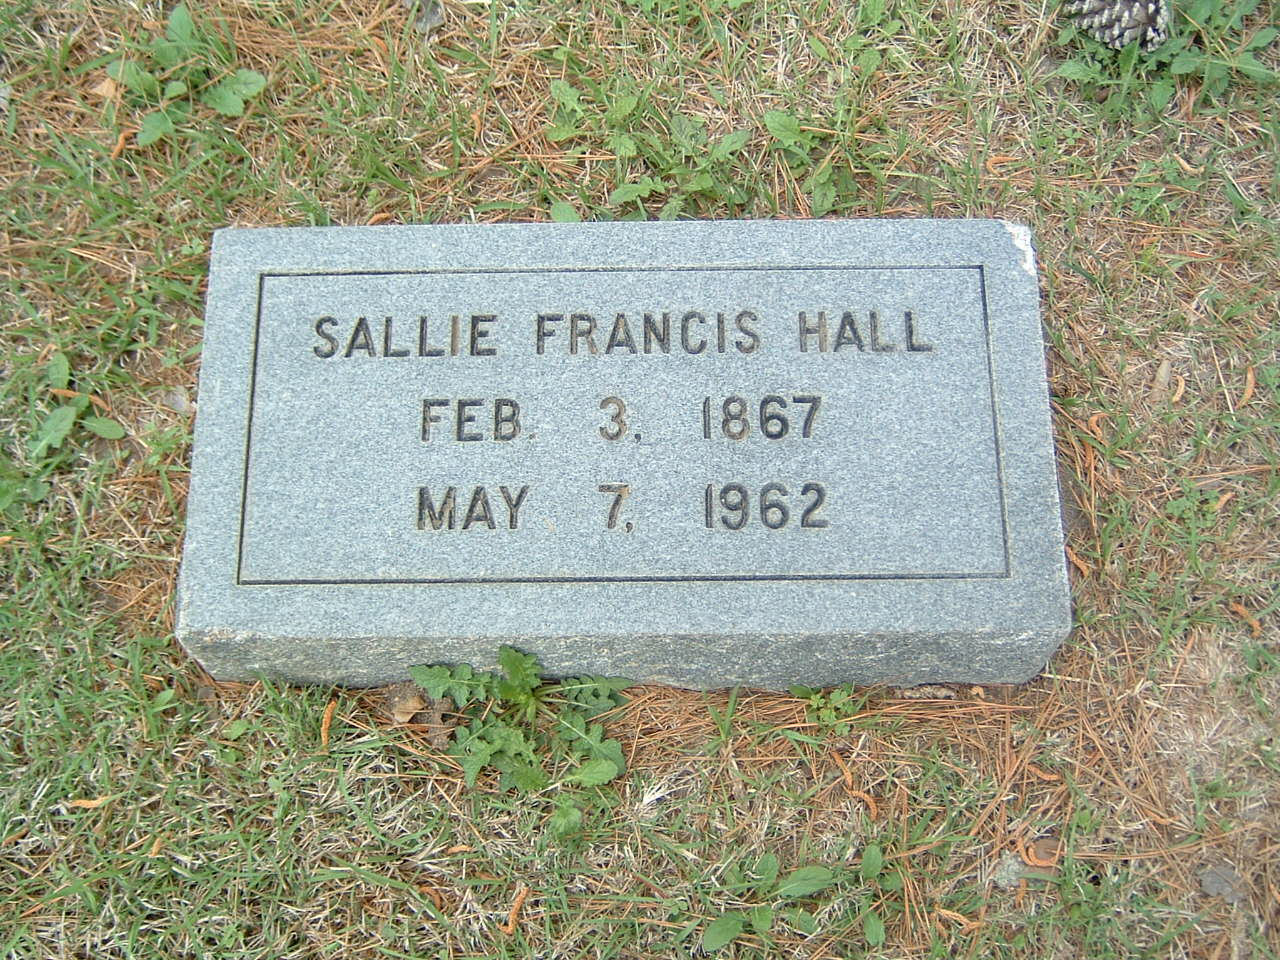 SALLIE FRANCIS HALL
FEB. 3, 1867
MAY 7, 1962